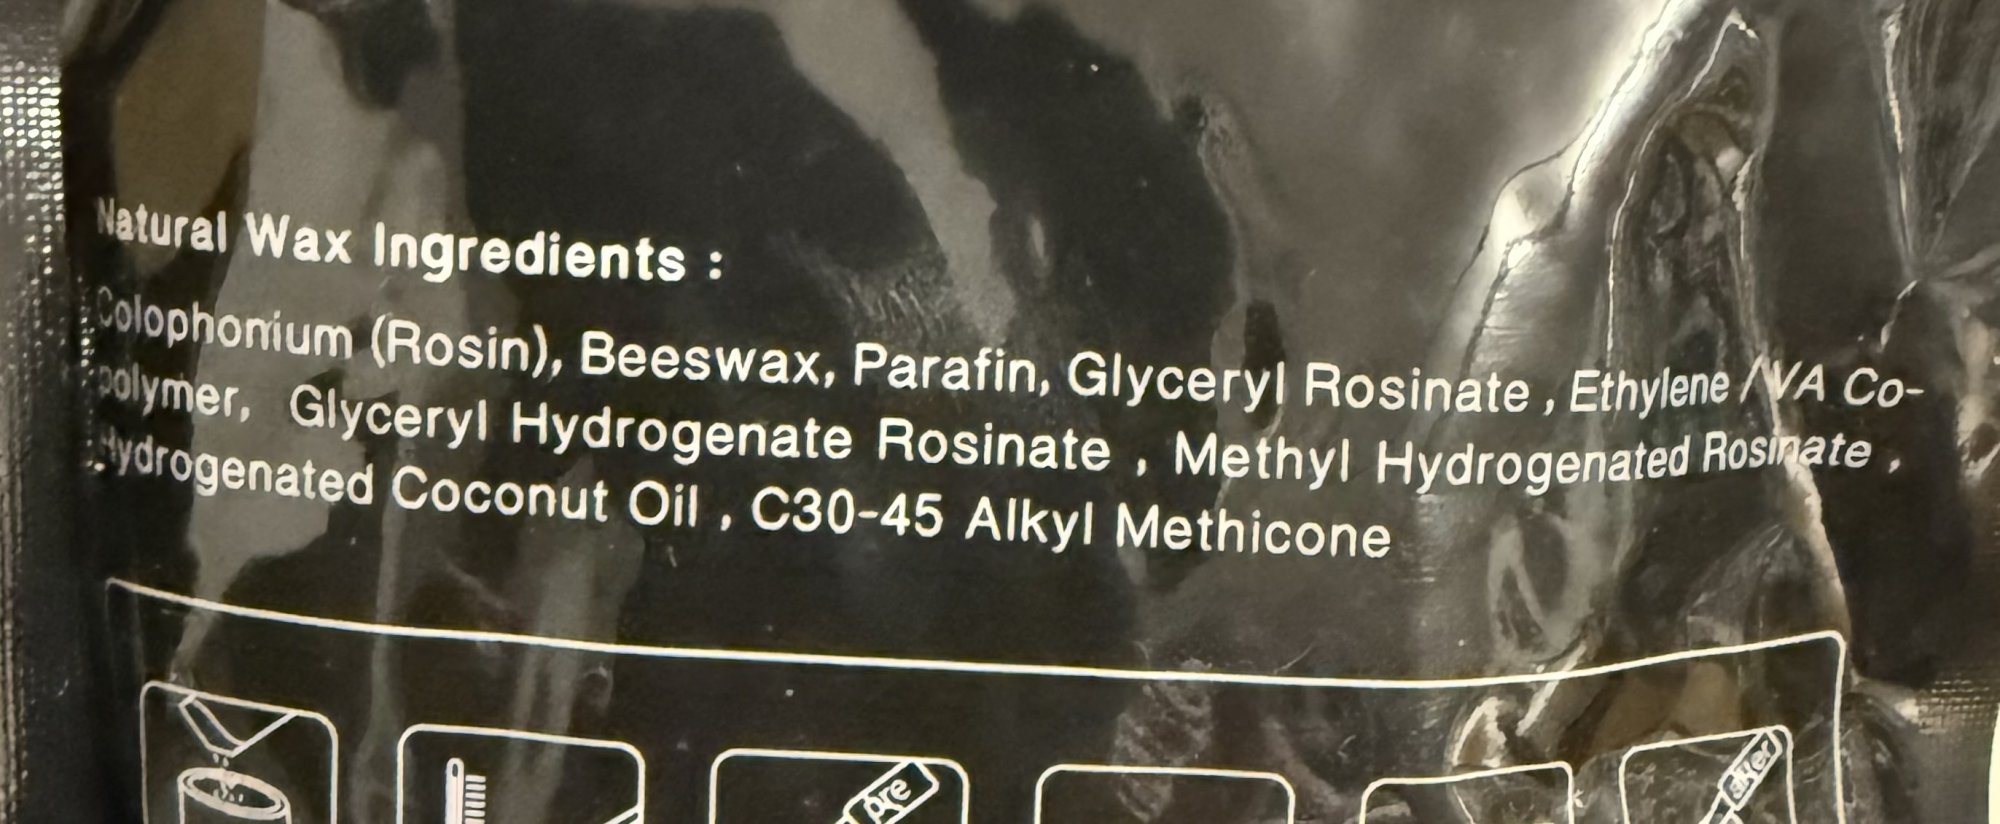 Natural Wax Ingredients :
Colophonium (Rosin), Beeswax, Parafin, Glyceryl Rosinate , Ethylene / VA Co-
polymer, Glyceryl Hydrogenate Rosinate , Methyl Hydrogenated Rosinate ,
Hydrogenated Coconut Oil , C30-45 Alkyl Methicone
pre